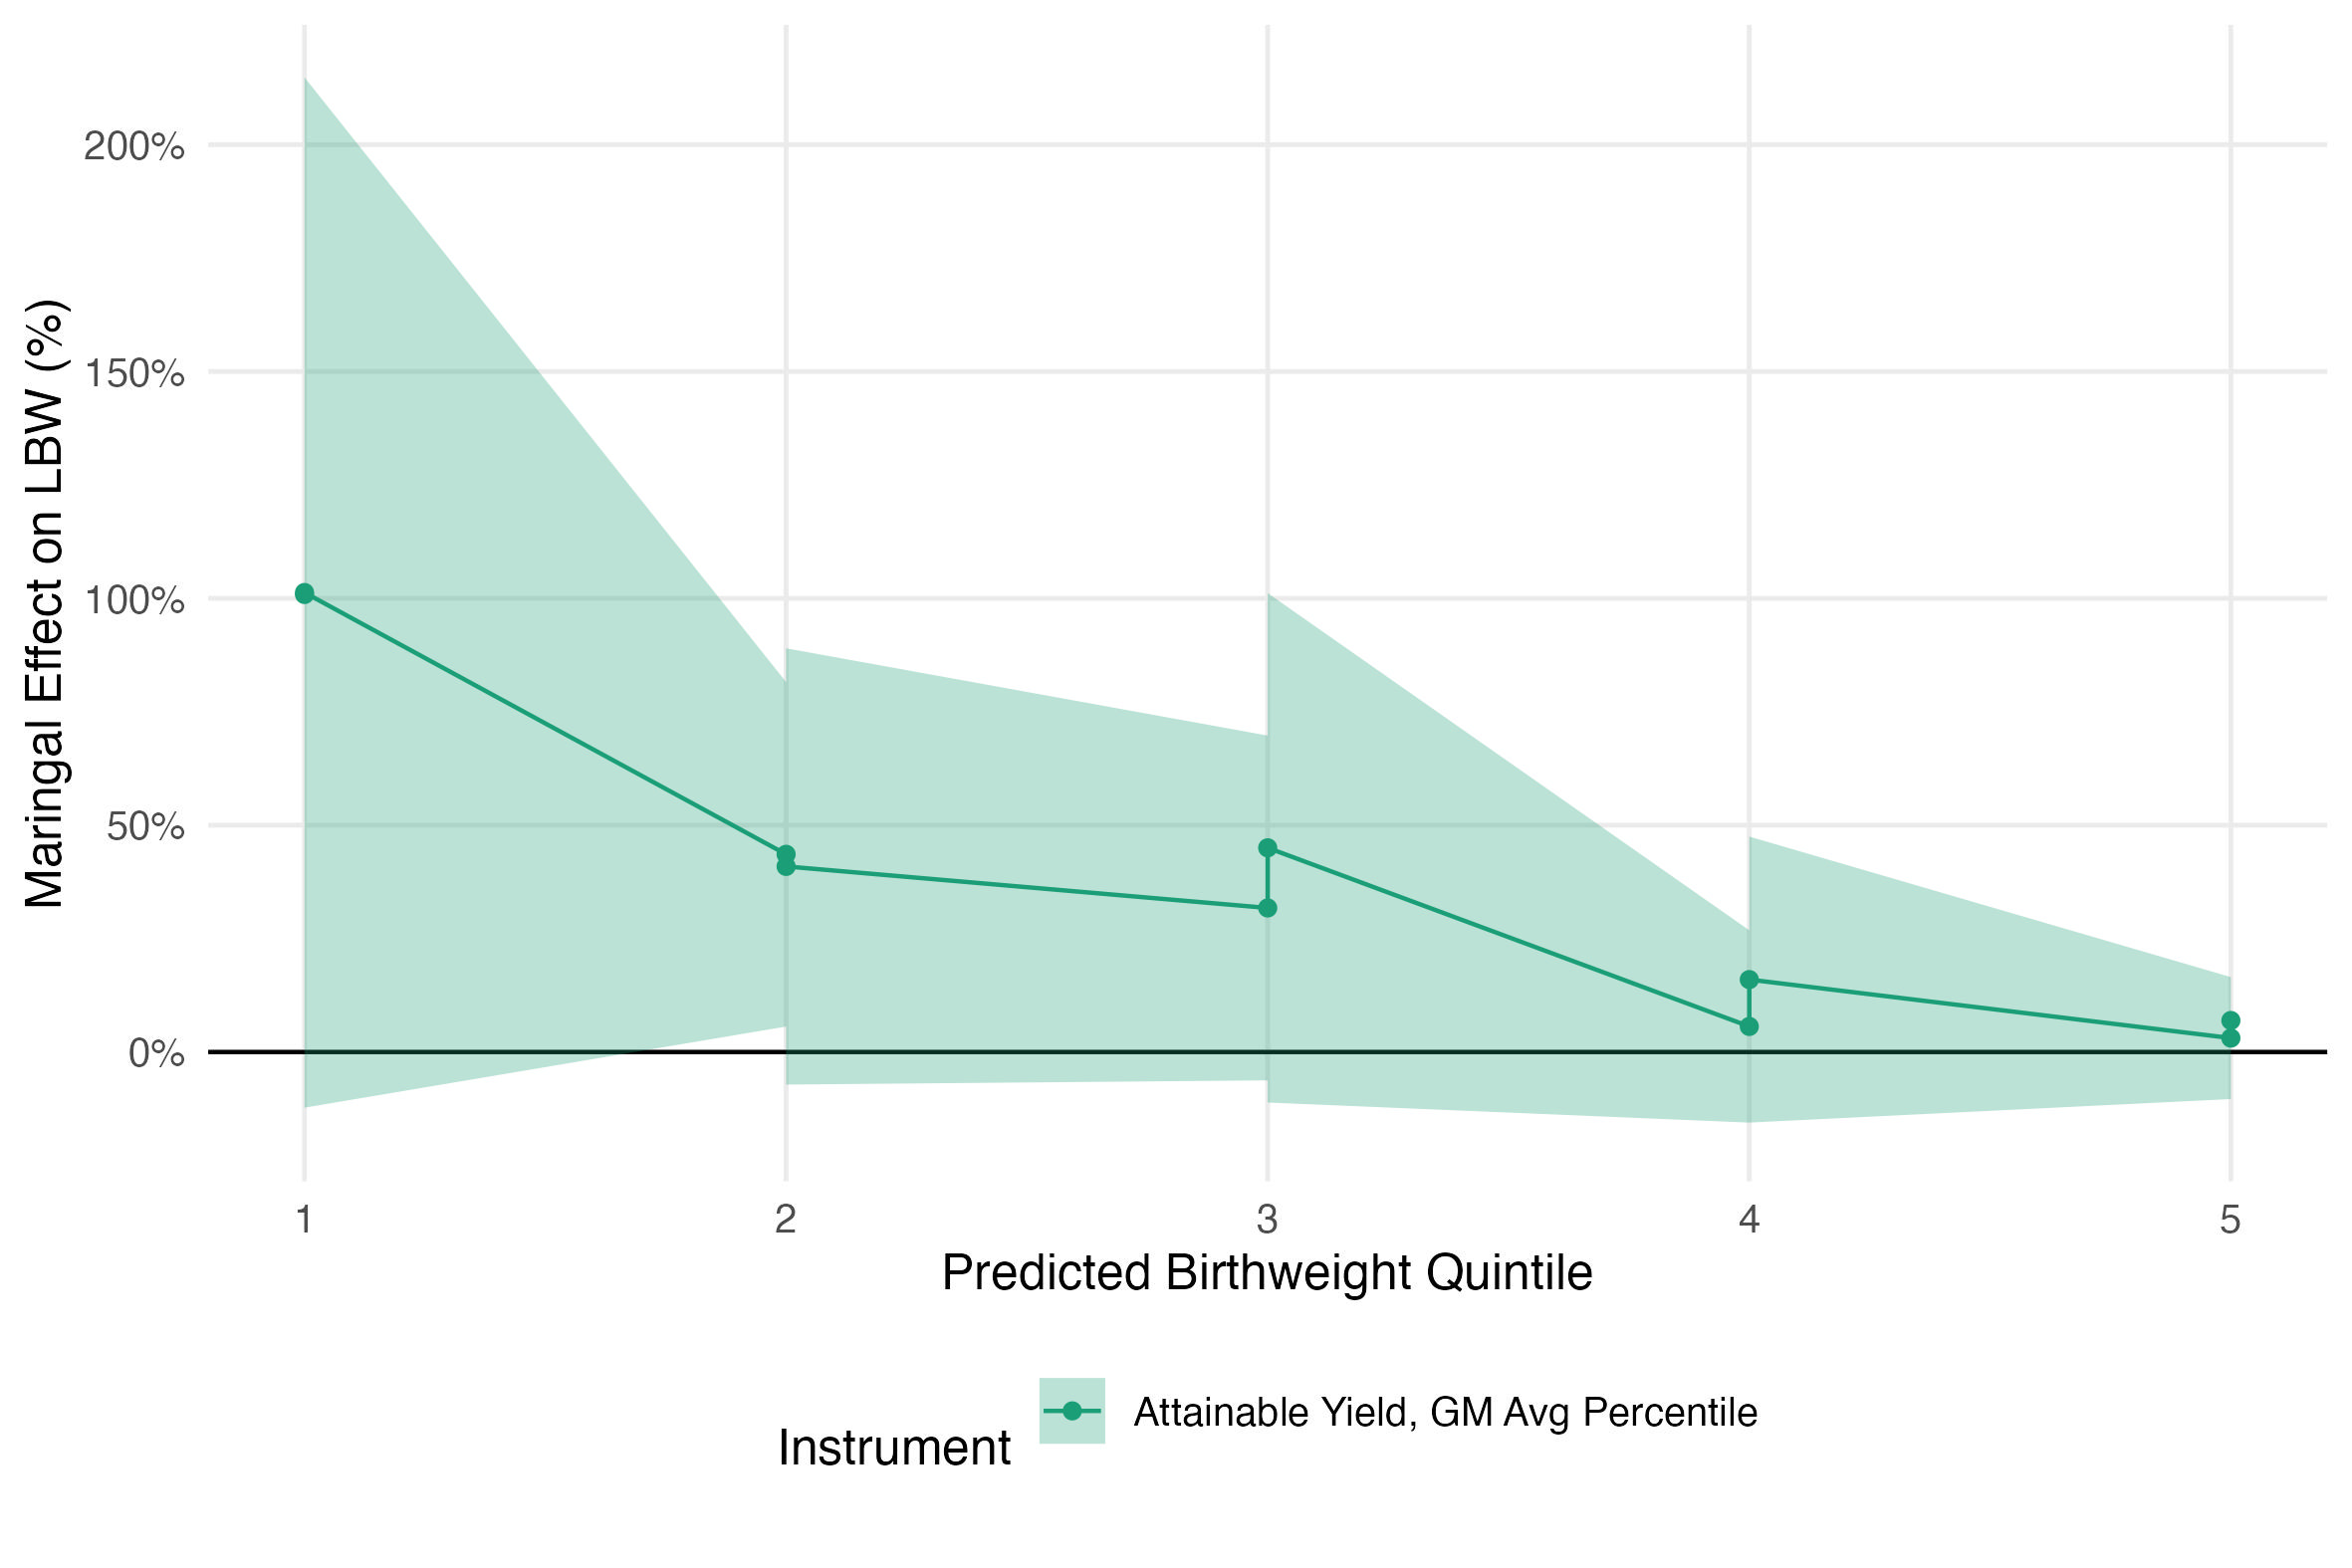 Maringal Effect on LBW (%)
200%
150%
100%
50%
0%
1 2 3 4 5
Predicted Birthweight Quintile
Instrument
Attainable Yield, GM Avg Percentile